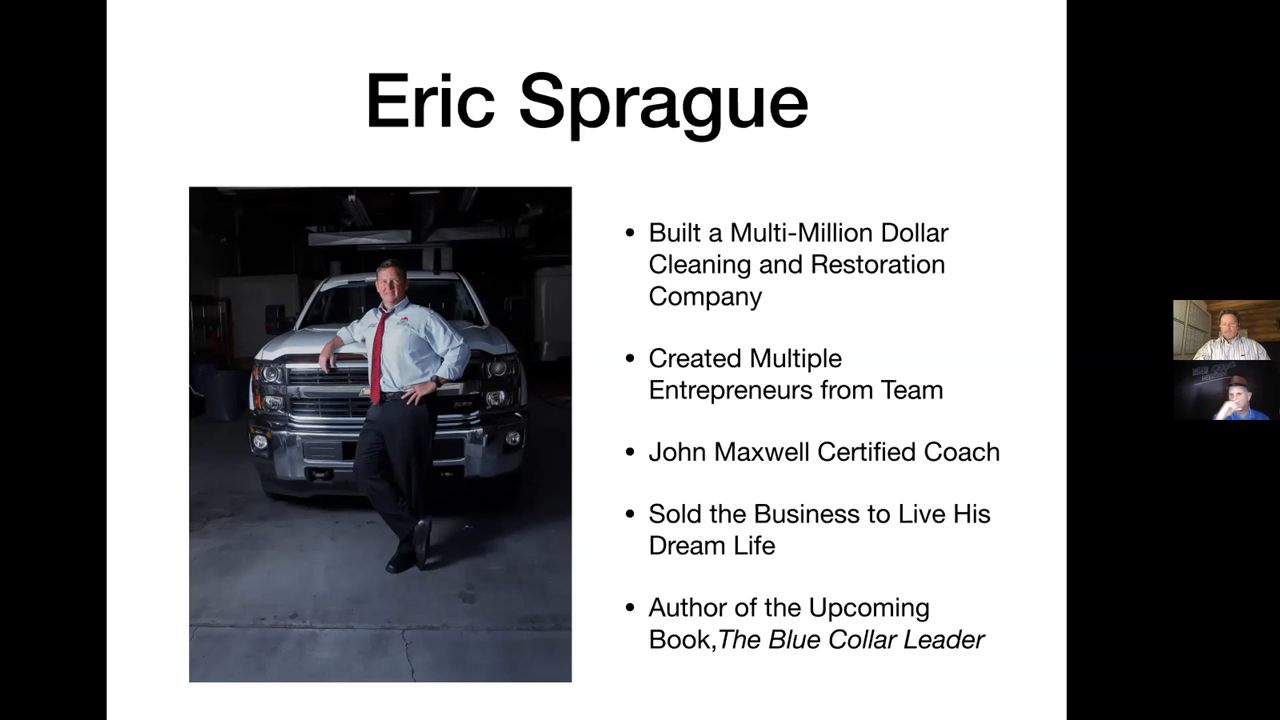 Eric Sprague
• Built a Multi-Million Dollar
Cleaning and Restoration
Company
• Created Multiple
Entrepreneurs from Team
• John Maxwell Certified Coach
• Sold the Business to Live His
Dream Life
• Author of the Upcoming
Book,The Blue Collar Leader